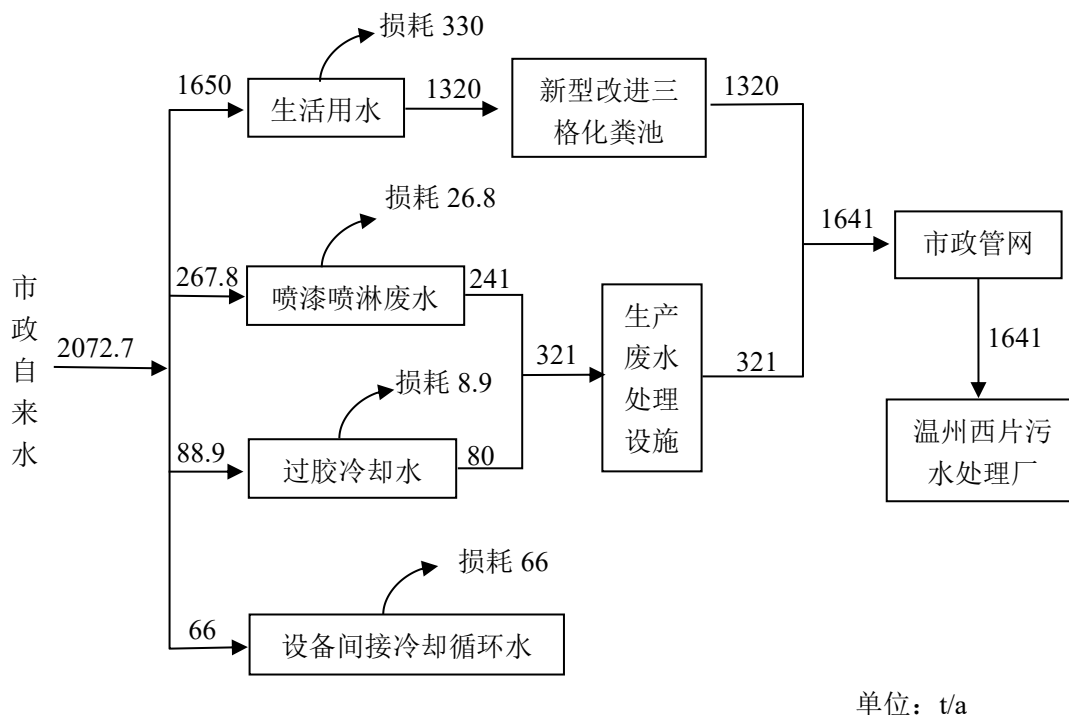 损耗 330
1650
生活用水
1320
新型改进三
格化粪池
1320
损耗 26.8
267.8
喷漆喷淋废水
241
1641
市政管网
市政自来水
2072.7
损耗 8.9
321
生产
废水
处理
设施
321
1641
88.9
过胶冷却水
80
温州西片污
水处理厂
损耗 66
66
设备间接冷却循环水
单位：t/a